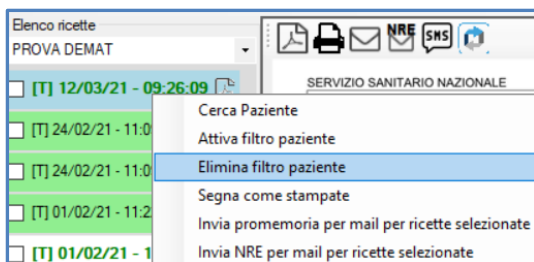 Elenco ricette
PROVA DEMAT
NRE
SMS
SERVIZIO SANITARIO NAZIONALE
[T] 12/03/21 - 09:26:09
Cerca Paziente
[T] 24/02/21 - 11:0
Attiva filtro paziente
[T] 24/02/21 - 11:0
Elimina filtro paziente
Segna come stampate
[T] 01/02/21 - 11:2
Invia promemoria per mail per ricette selezionate
[T] 01/02/21 - 1
Invia NRE per mail per ricette selezionate